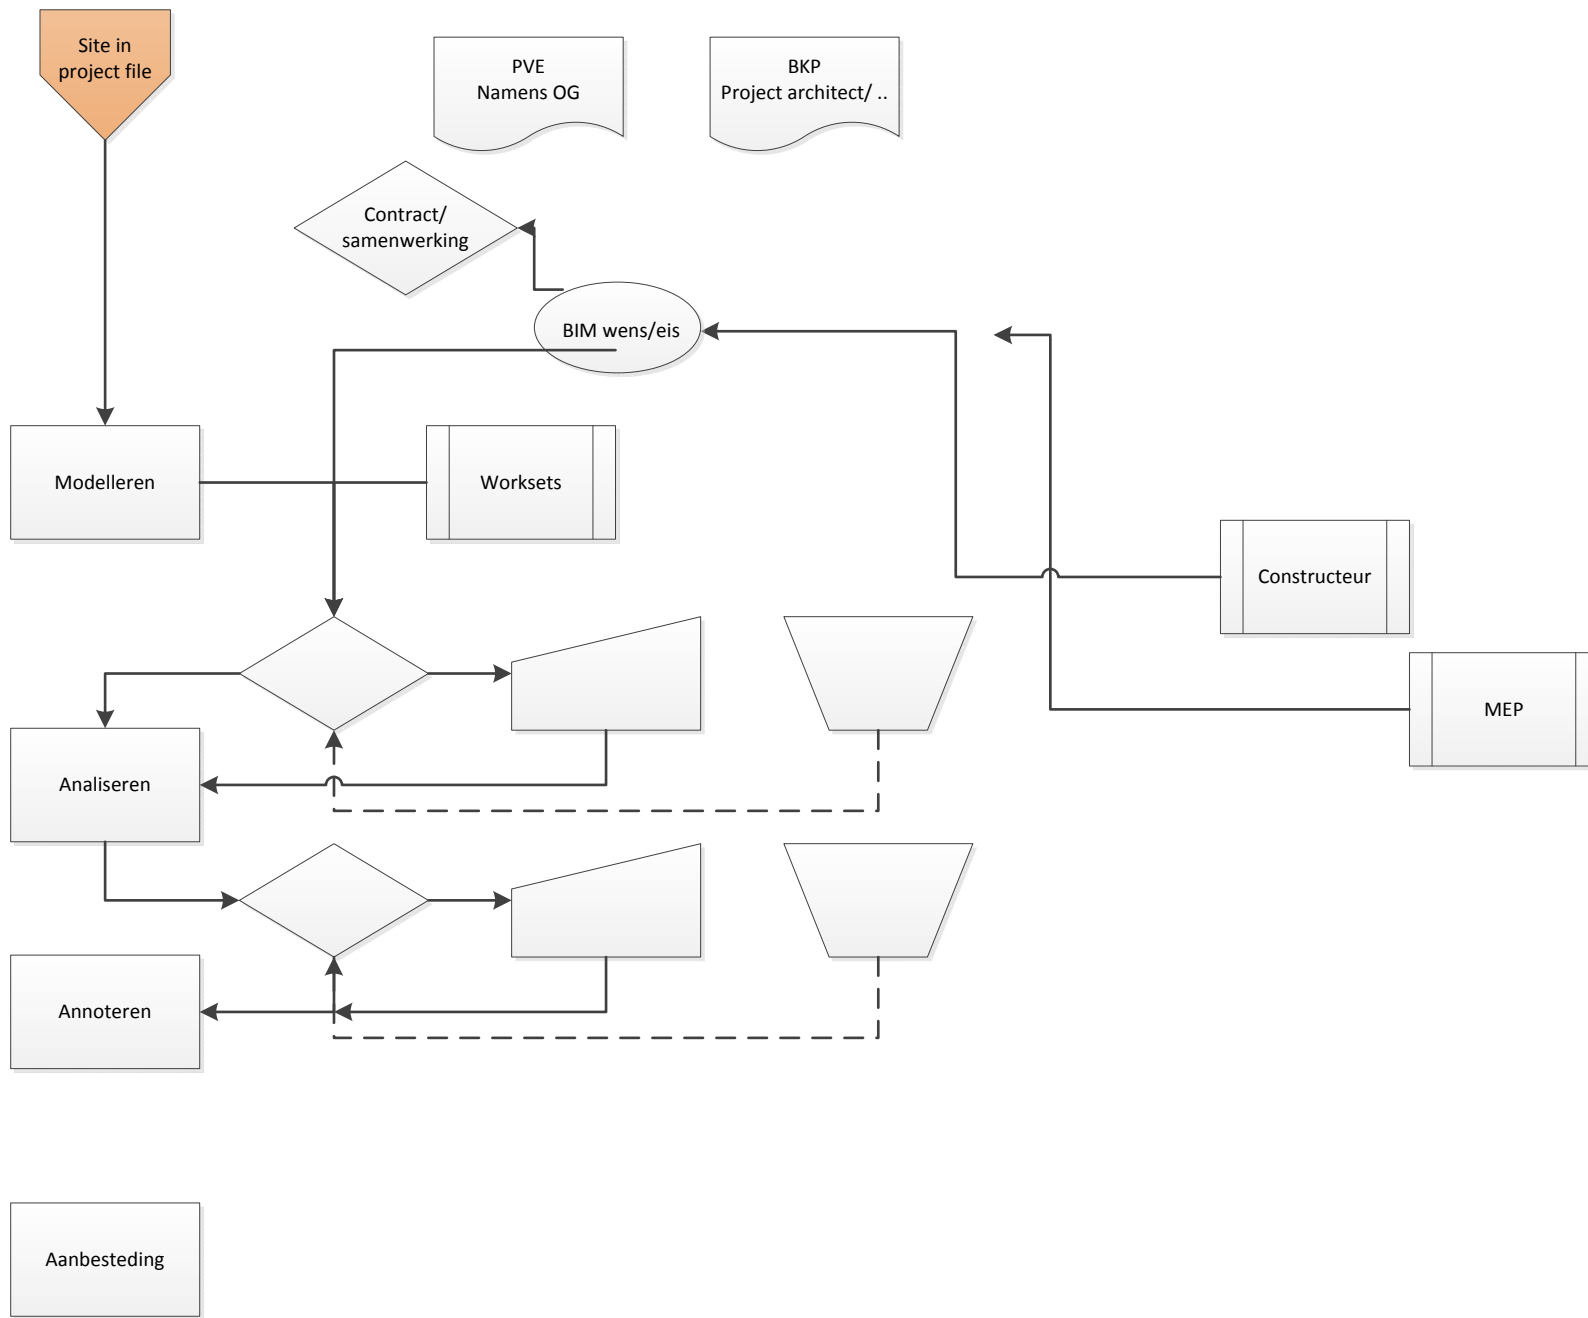 Site in
project file
PVE
Namens OG
BKP
Project architect/ ..
Contract/
samenwerking
BIM wens/eis
Modelleren
Worksets
Constructeur
MEP
Analiseren
Annoteren
Aanbesteding